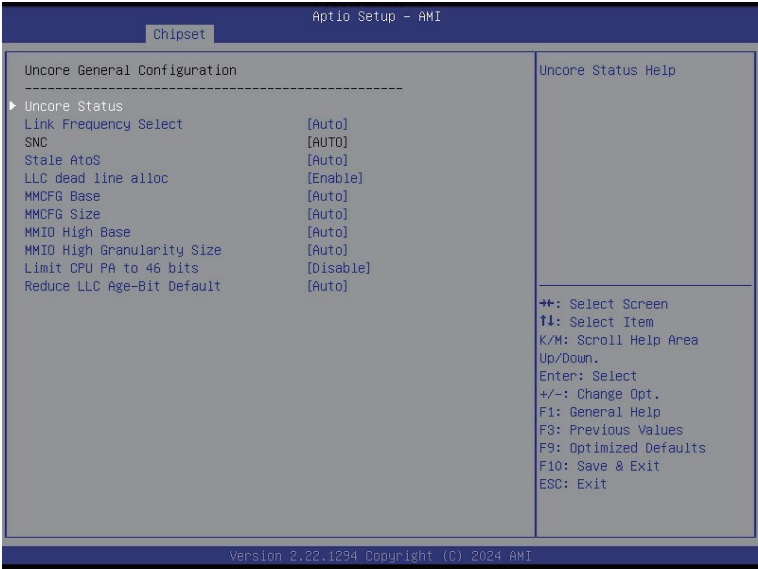 Aptio Setup – AMI
Chipset
Uncore General Configuration
--------------------------------------------------
Uncore Status
Link Frequency Select [Auto]
SNC [AUTO]
Stale AtoS [Auto]
LLC dead line alloc [Enable]
MMCFG Base [Auto]
MMCFG Size [Auto]
MMIO High Base [Auto]
MMIO High Granularity Size [Auto]
Limit CPU PA to 46 bits [Disable]
Reduce LLC Age-Bit Default [Auto]
Uncore Status Help
→←: Select Screen
↑↓: Select Item
K/M: Scroll Help Area
Up/Down.
Enter: Select
+/-: Change Opt.
F1: General Help
F3: Previous Values
F9: Optimized Defaults
F10: Save & Exit
ESC: Exit
Version 2.22.1294 Copyright (C) 2024 AMI